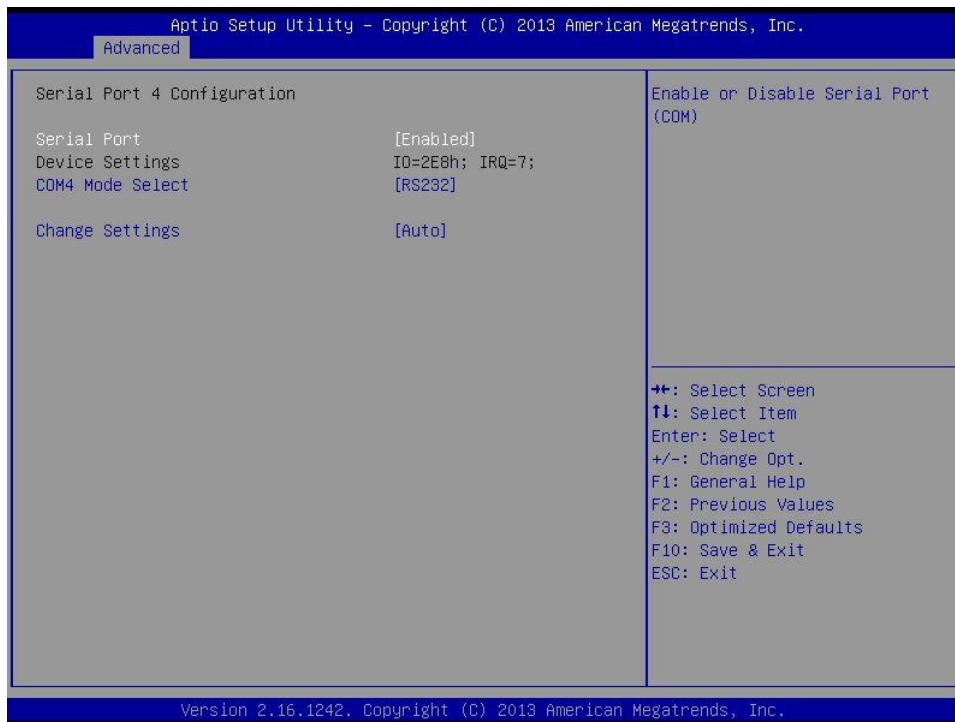 Aptio Setup Utility – Copyright (C) 2013 American Megatrends, Inc.
Advanced
Serial Port 4 Configuration
Serial Port [Enabled]
Device Settings IO=2E8h; IRQ=7;
COM4 Mode Select [RS232]
Change Settings [Auto]
Enable or Disable Serial Port
(COM)
→←: Select Screen
↑↓: Select Item
Enter: Select
+/-: Change Opt.
F1: General Help
F2: Previous Values
F3: Optimized Defaults
F10: Save & Exit
ESC: Exit
Version 2.16.1242. Copyright (C) 2013 American Megatrends, Inc.